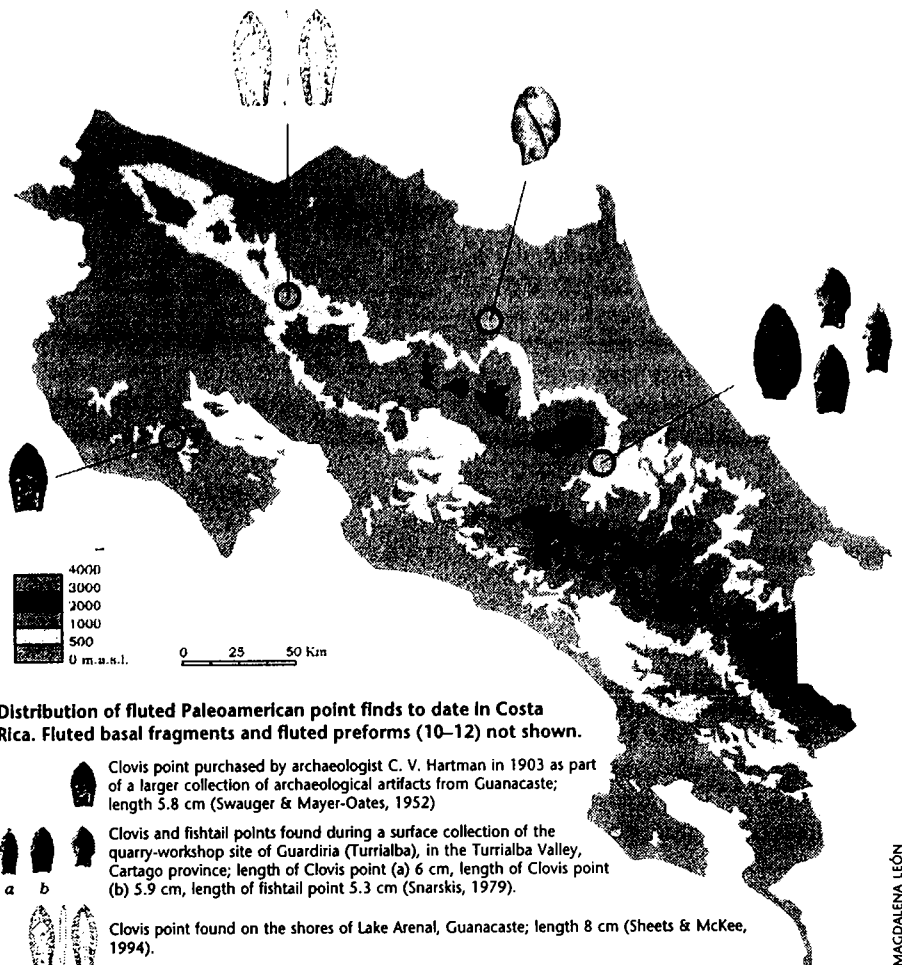 4000
3000
2000
1000
500
0 m.a.s.l.
0 25 50 Km
Distribution of fluted Paleoamerican point finds to date in Costa
Rica. Fluted basal fragments and fluted preforms (10–12) not shown.
Clovis point purchased by archaeologist C. V. Hartman in 1903 as part
of a larger collection of archaeological artifacts from Guanacaste;
length 5.8 cm (Swauger & Mayer-Oates, 1952)
Clovis and fishtail points found during a surface collection of the
quarry-workshop site of Guardiria (Turrialba), in the Turrialba Valley,
Cartago province; length of Clovis point (a) 6 cm, length of Clovis point
(b) 5.9 cm, length of fishtail point 5.3 cm (Snarskis, 1979).
a b
Clovis point found on the shores of Lake Arenal, Guanacaste; length 8 cm (Sheets & McKee,
1994).
MAGDALENA LEÓN